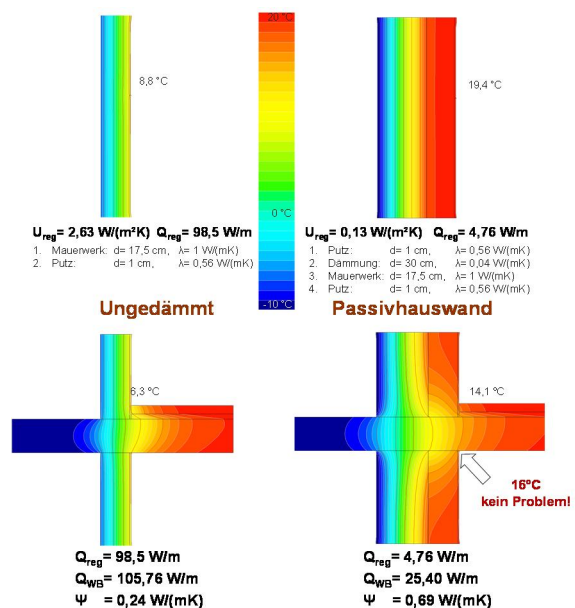 20 °C
8,8 °C
19,4 °C
0 °C
-10 °C
Ureg= 2,63 W/(m²K) Qreg= 98,5 W/m
1. Mauerwerk: d= 17,5 cm, λ= 1 W/(mK)
2. Putz: d= 1 cm, λ= 0,56 W/(mK)
Ureg= 0,13 W/(m²K) Qreg= 4,76 W/m
1. Putz: d= 1 cm, λ= 0,56 W/(mK)
2. Dämmung: d= 30 cm, λ= 0,04 W/(mK)
3. Mauerwerk: d= 17,5 cm, λ= 1 W/(mK)
4. Putz: d= 1 cm, λ= 0,56 W/(mK)
Ungedämmt
Passivhauswand
6,3 °C
14,1 °C
16°C
kein Problem!
Qreg= 98,5 W/m
QWB= 105,76 W/m
Ψ = 0,24 W/(mK)
Qreg= 4,76 W/m
QWB= 25,40 W/m
Ψ = 0,69 W/(mK)